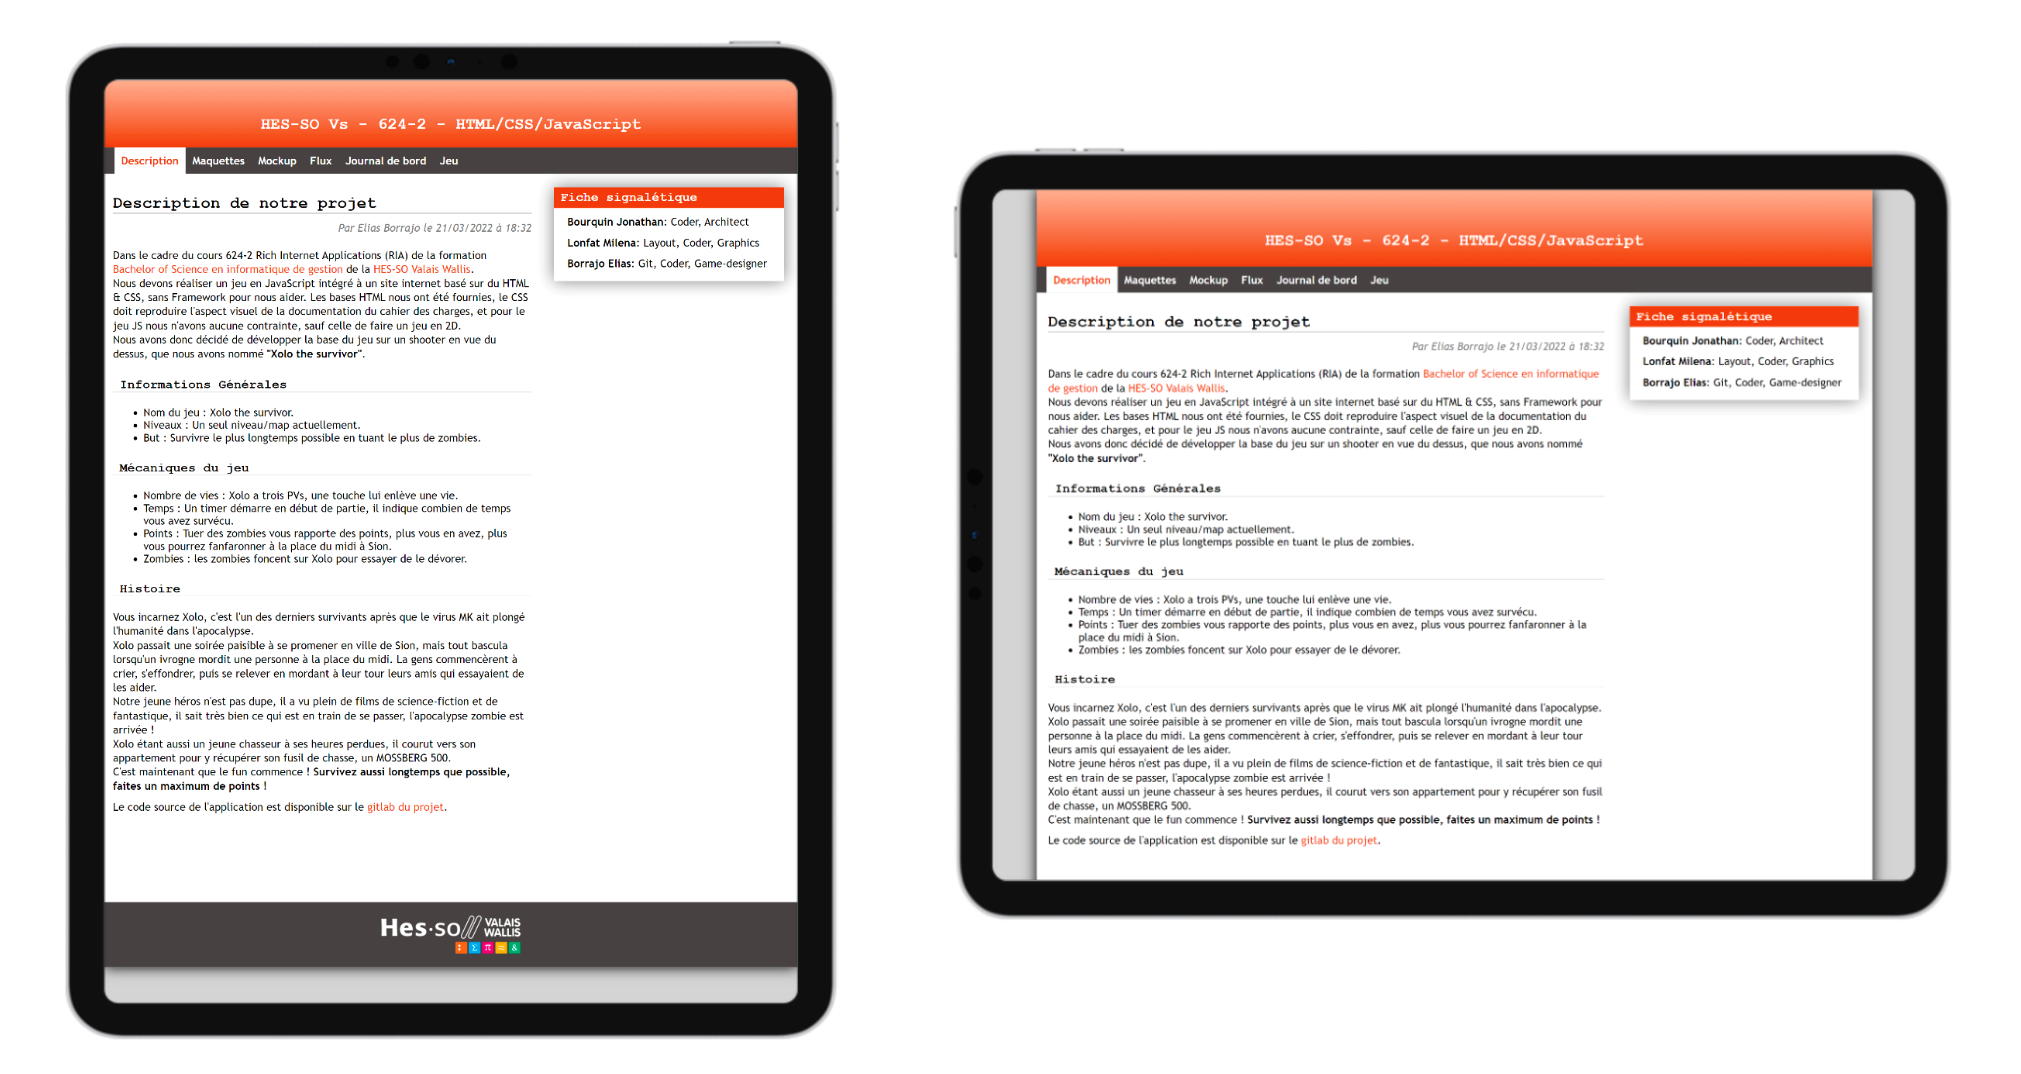 HES-SO Vs - 624-2 - HTML/CSS/JavaScript
Description Maquettes Mockup Flux Journal de bord Jeu
Description de notre projet
Par Elias Borrajo le 21/03/2022 à 18:32
Dans le cadre du cours 624-2 Rich Internet Applications (RIA) de la formation
Bachelor of Science en informatique de gestion de la HES-SO Valais Wallis.
Nous devons réaliser un jeu en JavaScript intégré à un site internet basé sur du HTML
& CSS, sans Framework pour nous aider. Les bases HTML nous ont été fournies, le CSS
doit reproduire l'aspect visuel de la documentation du cahier des charges, et pour le
jeu JS nous n'avons aucune contrainte, sauf celle de faire un jeu en 2D.
Nous avons donc décidé de développer la base du jeu sur un shooter en vue du
dessus, que nous avons nommé "Xolo the survivor".
Informations Générales
• Nom du jeu : Xolo the survivor.
• Niveaux : Un seul niveau/map actuellement.
• But : Survivre le plus longtemps possible en tuant le plus de zombies.
Mécaniques du jeu
• Nombre de vies : Xolo a trois PVs, une touche lui enlève une vie.
• Temps : Un timer démarre en début de partie, il indique combien de temps
vous avez survécu.
• Points : Tuer des zombies vous rapporte des points, plus vous en avez, plus
vous pourrez fanfaronner à la place du midi à Sion.
• Zombies : les zombies foncent sur Xolo pour essayer de le dévorer.
Histoire
Vous incarnez Xolo, c'est l'un des derniers survivants après que le virus MK ait plongé
l'humanité dans l'apocalypse.
Xolo passait une soirée paisible à se promener en ville de Sion, mais tout bascula
lorsqu'un ivrogne mordit une personne à la place du midi. La gens commencèrent à
crier, s'effondrer, puis se relever en mordant à leur tour leurs amis qui essayaient de
les aider.
Notre jeune héros n'est pas dupe, il a vu plein de films de science-fiction et de
fantastique, il sait très bien ce qui est en train de se passer, l'apocalypse zombie est
arrivée !
Xolo étant aussi un jeune chasseur à ses heures perdues, il courut vers son
appartement pour y récupérer son fusil de chasse, un MOSSBERG 500.
C'est maintenant que le fun commence ! Survivez aussi longtemps que possible,
faites un maximum de points !
Le code source de l'application est disponible sur le gitlab du projet.
Fiche signalétique
Bourquin Jonathan: Coder, Architect
Lonfat Milena: Layout, Coder, Graphics
Borrajo Elias: Git, Coder, Game-designer
Hes·so// VALAIS
WALLIS
Σ π = &
HES-SO Vs - 624-2 - HTML/CSS/JavaScript
Description Maquettes Mockup Flux Journal de bord Jeu
Description de notre projet
Par Elias Borrajo le 21/03/2022 à 18:32
Dans le cadre du cours 624-2 Rich Internet Applications (RIA) de la formation Bachelor of Science en informatique
de gestion de la HES-SO Valais Wallis.
Nous devons réaliser un jeu en JavaScript intégré à un site internet basé sur du HTML & CSS, sans Framework pour
nous aider. Les bases HTML nous ont été fournies, le CSS doit reproduire l'aspect visuel de la documentation du
cahier des charges, et pour le jeu JS nous n'avons aucune contrainte, sauf celle de faire un jeu en 2D.
Nous avons donc décidé de développer la base du jeu sur un shooter en vue du dessus, que nous avons nommé
"Xolo the survivor".
Informations Générales
• Nom du jeu : Xolo the survivor.
• Niveaux : Un seul niveau/map actuellement.
• But : Survivre le plus longtemps possible en tuant le plus de zombies.
Mécaniques du jeu
• Nombre de vies : Xolo a trois PVs, une touche lui enlève une vie.
• Temps : Un timer démarre en début de partie, il indique combien de temps vous avez survécu.
• Points : Tuer des zombies vous rapporte des points, plus vous en avez, plus vous pourrez fanfaronner à la
place du midi à Sion.
• Zombies : les zombies foncent sur Xolo pour essayer de le dévorer.
Histoire
Vous incarnez Xolo, c'est l'un des derniers survivants après que le virus MK ait plongé l'humanité dans l'apocalypse.
Xolo passait une soirée paisible à se promener en ville de Sion, mais tout bascula lorsqu'un ivrogne mordit une
personne à la place du midi. La gens commencèrent à crier, s'effondrer, puis se relever en mordant à leur tour
leurs amis qui essayaient de les aider.
Notre jeune héros n'est pas dupe, il a vu plein de films de science-fiction et de fantastique, il sait très bien ce qui
est en train de se passer, l'apocalypse zombie est arrivée !
Xolo étant aussi un jeune chasseur à ses heures perdues, il courut vers son appartement pour y récupérer son fusil
de chasse, un MOSSBERG 500.
C'est maintenant que le fun commence ! Survivez aussi longtemps que possible, faites un maximum de points !
Le code source de l'application est disponible sur le gitlab du projet.
Fiche signalétique
Bourquin Jonathan: Coder, Architect
Lonfat Milena: Layout, Coder, Graphics
Borrajo Elias: Git, Coder, Game-designer